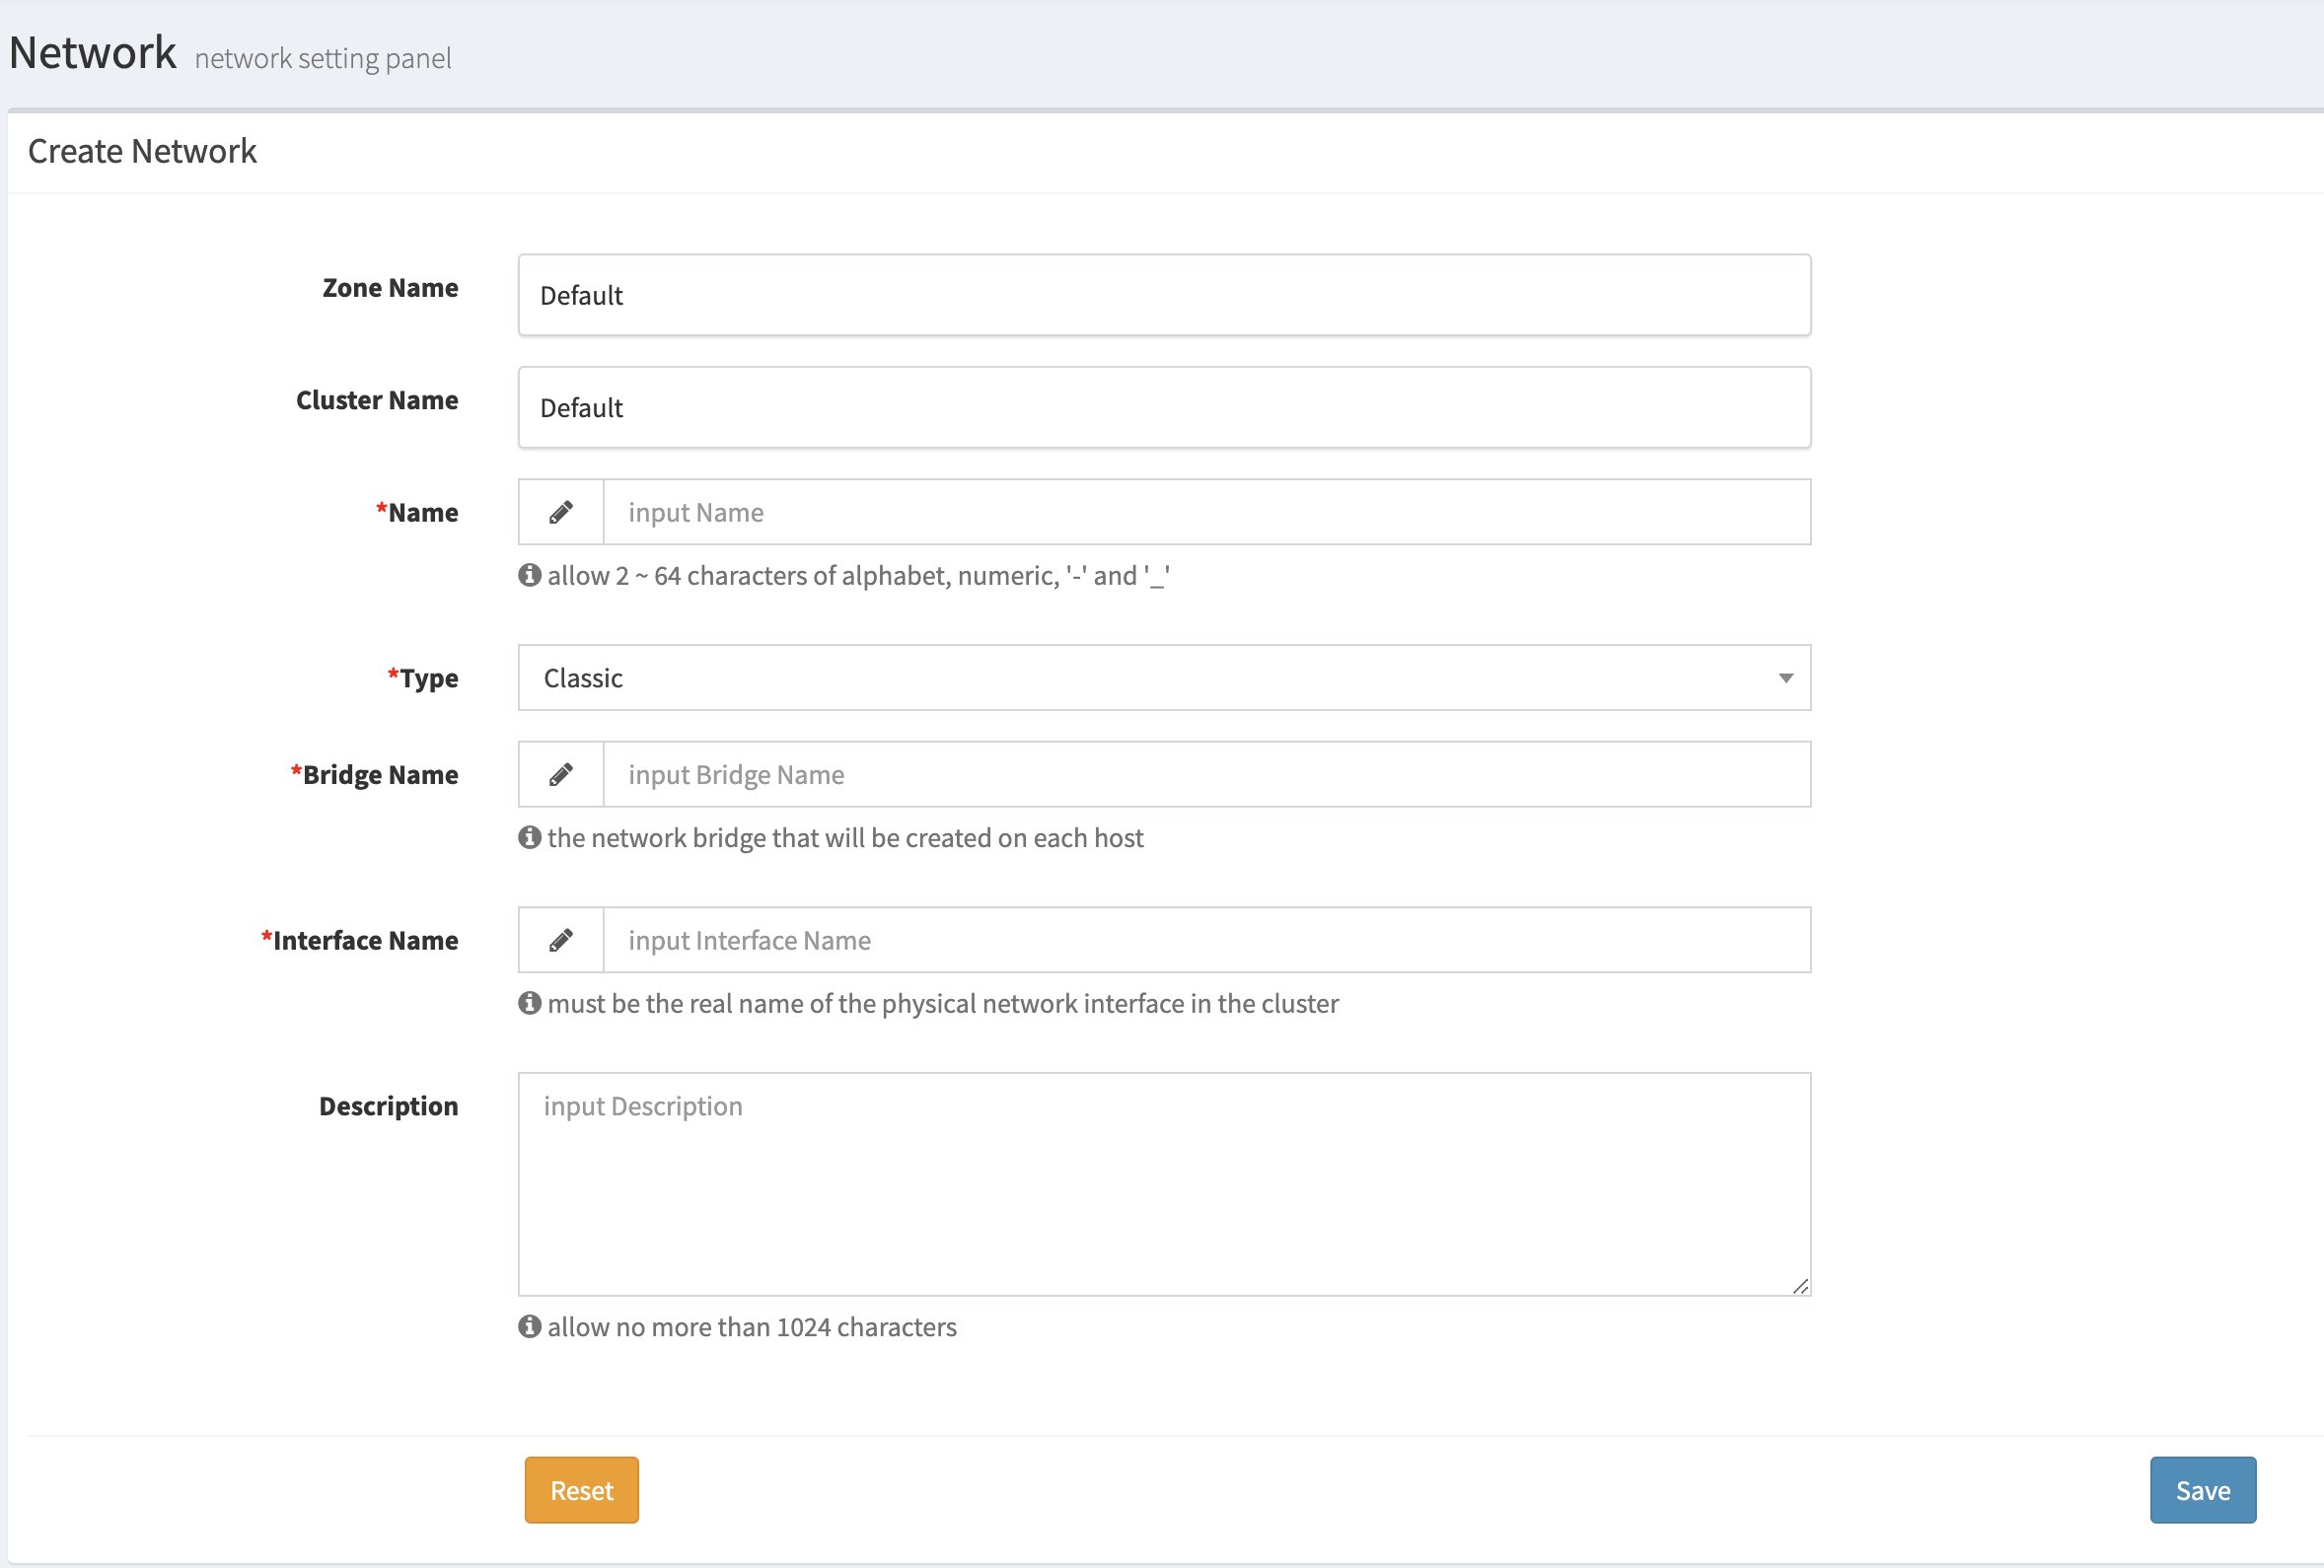 Network network setting panel
Create Network
Zone Name Default
Cluster Name Default
*Name input Name
allow 2 ~ 64 characters of alphabet, numeric, '-' and '_'
*Type Classic
*Bridge Name input Bridge Name
the network bridge that will be created on each host
*Interface Name input Interface Name
must be the real name of the physical network interface in the cluster
Description input Description
allow no more than 1024 characters
Reset Save